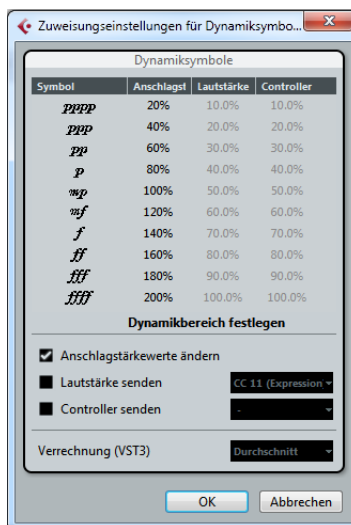 Zuweisungseinstellungen für Dynamiksymbo...
Dynamiksymbole
Symbol Anschlagst Lautstärke Controller
pppp 20% 10.0% 10.0%
ppp 40% 20.0% 20.0%
pp 60% 30.0% 30.0%
p 80% 40.0% 40.0%
mp 100% 50.0% 50.0%
mf 120% 60.0% 60.0%
f 140% 70.0% 70.0%
ff 160% 80.0% 80.0%
fff 180% 90.0% 90.0%
ffff 200% 100.0% 100.0%
Dynamikbereich festlegen
Anschlagstärkewerte ändern
Lautstärke senden CC 11 (Expression
Controller senden -
Verrechnung (VST3) Durchschnitt
OK Abbrechen